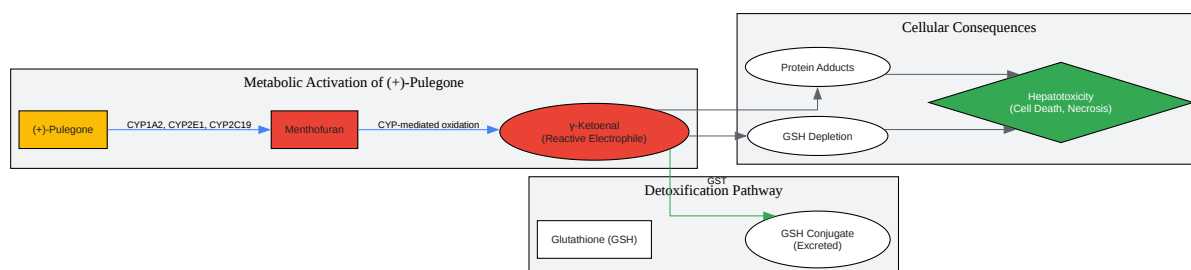 Cellular Consequences
Metabolic Activation of (+)-Pulegone
(+)-Pulegone
CYP1A2, CYP2E1, CYP2C19
Menthofuran
CYP-mediated oxidation
γ-Ketoenal
(Reactive Electrophile)
Protein Adducts
GSH Depletion
Hepatotoxicity
(Cell Death, Necrosis)
GST
Detoxification Pathway
Glutathione (GSH)
GSH Conjugate
(Excreted)